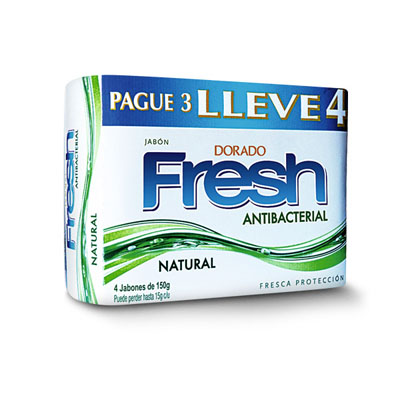 PAGUE 3 LLEVE 4
JABÓN
DORADO
Fresh
ANTIBACTERIAL
NATURAL
4 Jabones de 150g
Puede perder hasta 15g c/u
FRESCA PROTECCIÓN
Fresh
NATURAL